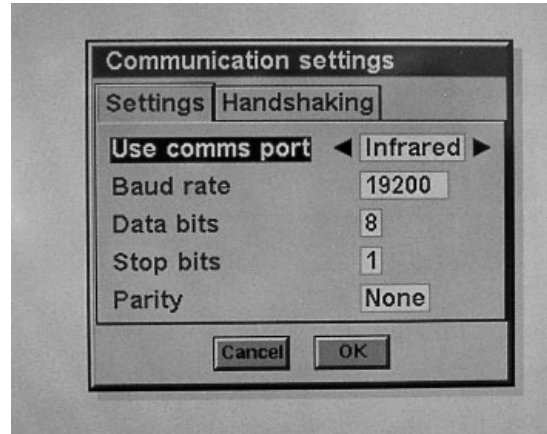 Communication settings
Settings Handshaking
Use comms port Infrared
Baud rate 19200
Data bits 8
Stop bits 1
Parity None
Cancel OK